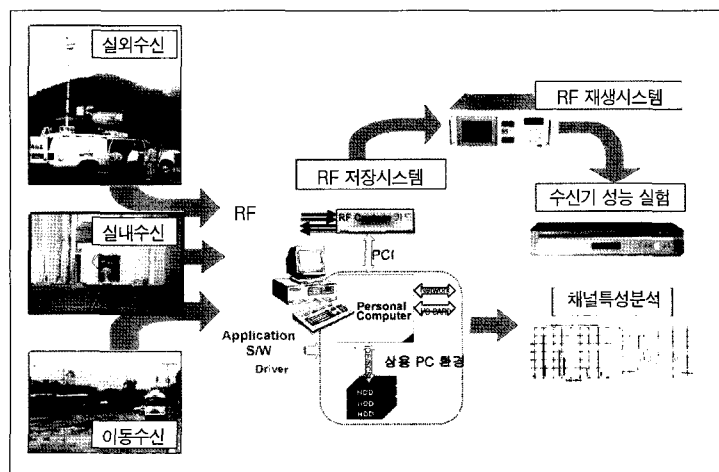 실외수신
RF 재생시스템
RF 저장시스템
수신기 성능 실험
RF
실내수신
RF
PCI
채널특성분석
Personal
Computer
Application
S/W
Driver
상용 PC 환경
HDD
HDD
HDD
이동수신